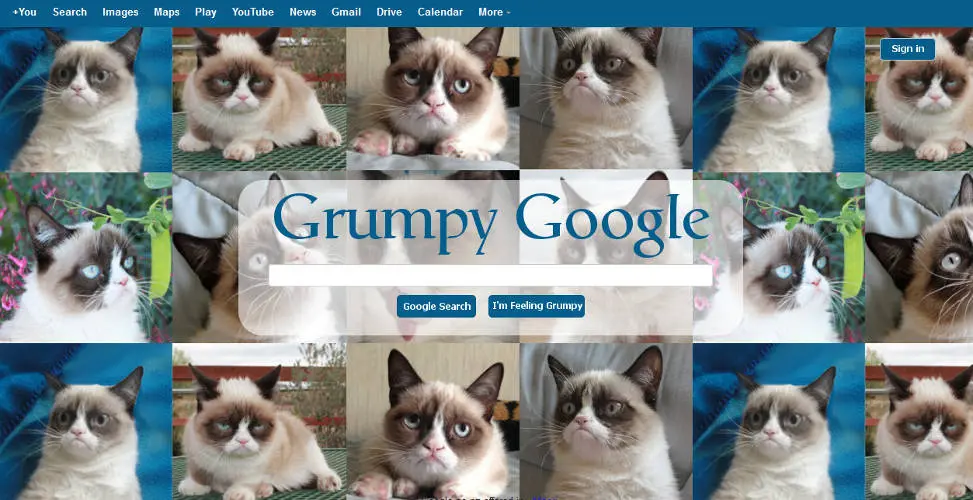 +You Search Images Maps Play YouTube News Gmail Drive Calendar More
Sign in
Grumpy Google
Google Search I'm Feeling Grumpy